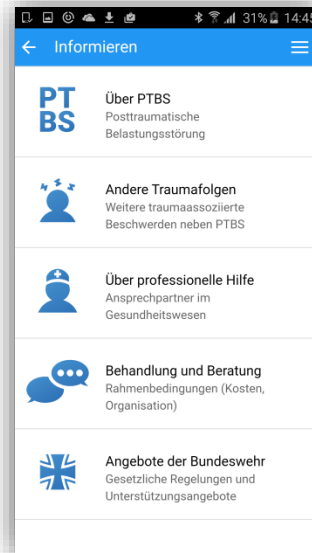 31% 14:45
Informieren
PT
BS
Über PTBS
Posttraumatische
Belastungsstörung
Andere Traumafolgen
Weitere traumaassoziierte
Beschwerden neben PTBS
Über professionelle Hilfe
Ansprechpartner im
Gesundheitswesen
Behandlung und Beratung
Rahmenbedingungen (Kosten,
Organisation)
Angebote der Bundeswehr
Gesetzliche Regelungen und
Unterstützungsangebote